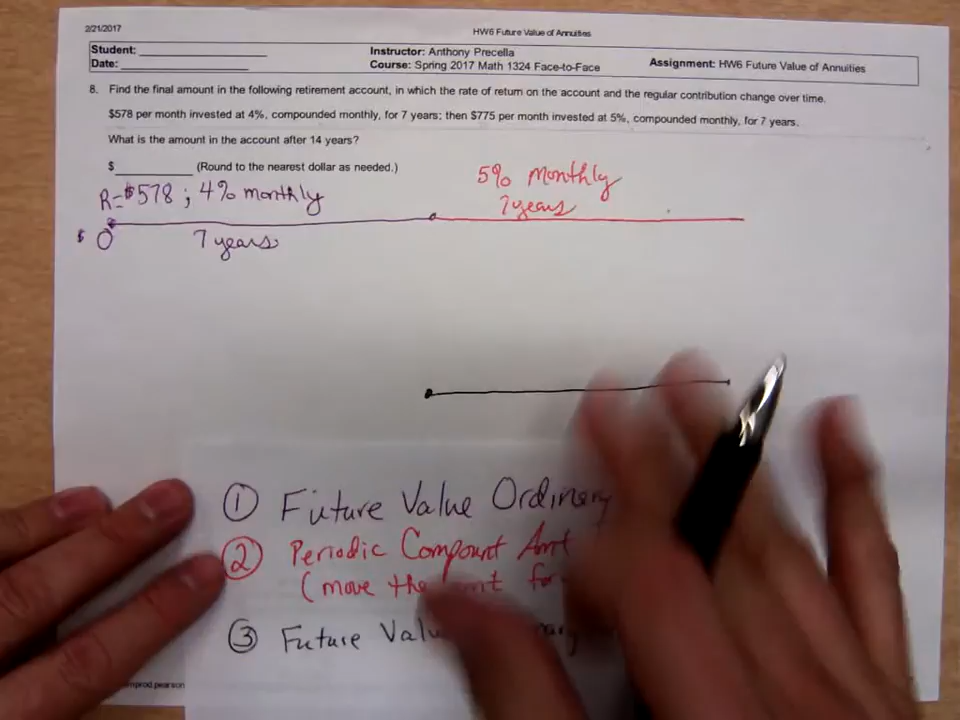 2/21/2017
HW6 Future Value of Annuities
Student:
Date:
Instructor: Anthony Precella
Course: Spring 2017 Math 1324 Face-to-Face
Assignment: HW6 Future Value of Annuities
8. Find the final amount in the following retirement account, in which the rate of return on the account and the regular contribution change over time.
$578 per month invested at 4%, compounded monthly, for 7 years; then $775 per month invested at 5%, compounded monthly, for 7 years.
What is the amount in the account after 14 years?
$ (Round to the nearest dollar as needed.)
R=$578; 4% monthly
5% monthly
7 years
$ 0
7 years
① Future Value Ordinary
② Periodic Compount Amt
(move the amt for
③ Future